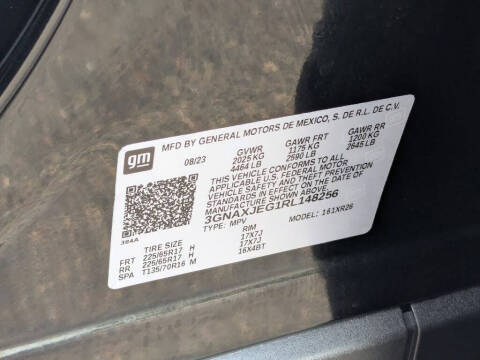 gm
MFD BY GENERAL MOTORS DE MEXICO, S. DE R.L. DE C.V.
08/23 GVWR GAWR FRT GAWR RR
2025 KG 1175 KG 1200 KG
4464 LB 2590 LB 2645 LB
THIS VEHICLE CONFORMS TO ALL
APPLICABLE U.S. FEDERAL MOTOR
VEHICLE SAFETY AND THEFT PREVENTION
STANDARDS IN EFFECT ON THE DATE OF
MANUFACTURE SHOWN ABOVE.
3GNAXJEG1RL148256
TYPE: MPV MODEL: 161XR26
384A
TIRE SIZE RIM
FRT 225/65R17 H 17X7J
RR 225/65R17 H 17X7J
SPA T135/70R16 M 16X4BT